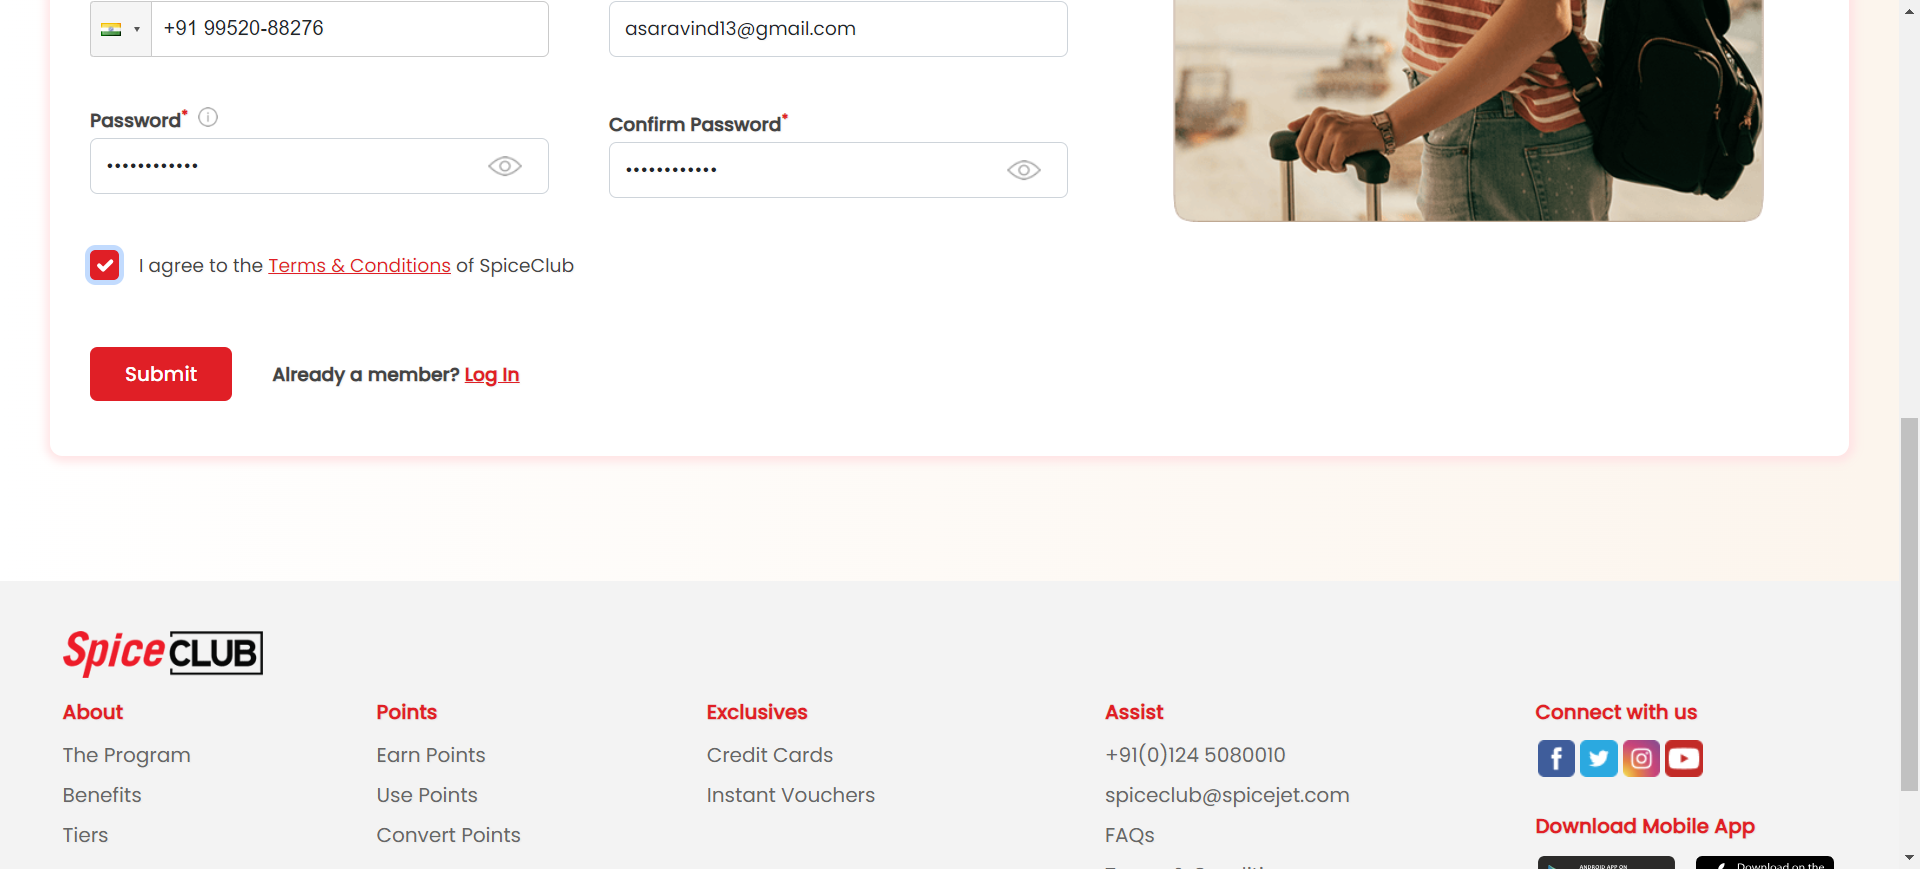 +91 99520-88276
asaravind13@gmail.com
Password*
Confirm Password*
I agree to the Terms & Conditions of SpiceClub
Submit
Already a member? Log In
Spice CLUB
About
The Program
Benefits
Tiers
Points
Earn Points
Use Points
Convert Points
Exclusives
Credit Cards
Instant Vouchers
Assist
+91(0)124 5080010
spiceclub@spicejet.com
FAQs
Connect with us
Download Mobile App
ANDROID APP ON
Download on the